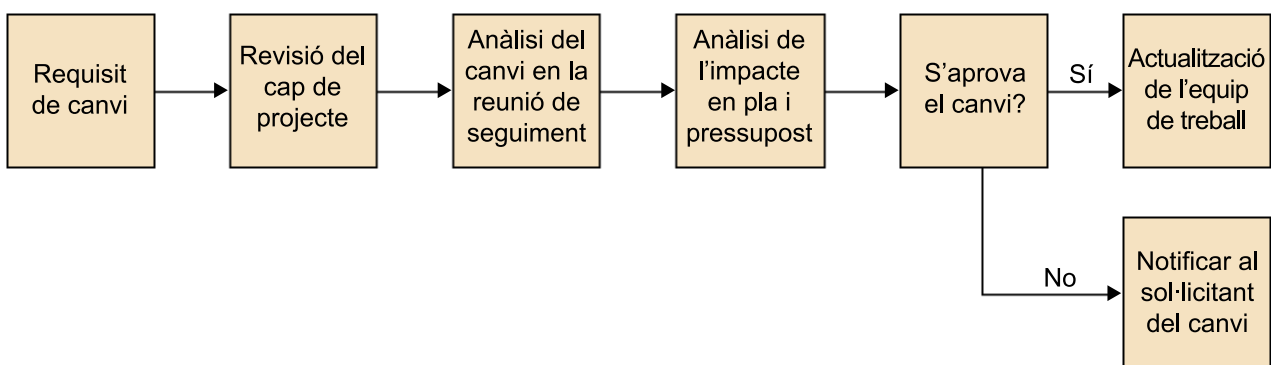 Requisit
de canvi
Revisió del
cap de
projecte
Anàlisi del
canvi en la
reunió de
seguiment
Anàlisi de
l’impacte
en pla i
pressupost
S’aprova
el canvi?
Sí
Actualització
de l’equip
de treball
No
Notificar al
sol·licitant
del canvi